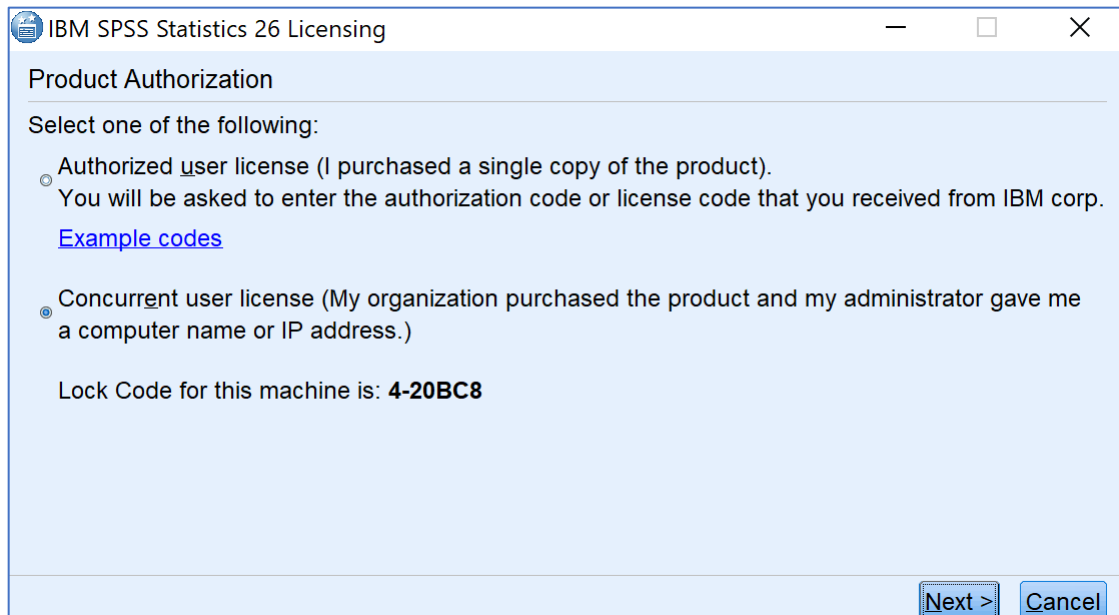 IBM SPSS Statistics 26 Licensing
Product Authorization
Select one of the following:
Authorized user license (I purchased a single copy of the product).
You will be asked to enter the authorization code or license code that you received from IBM corp.
Example codes
Concurrent user license (My organization purchased the product and my administrator gave me
a computer name or IP address.)
Lock Code for this machine is: 4-20BC8
Next >
Cancel